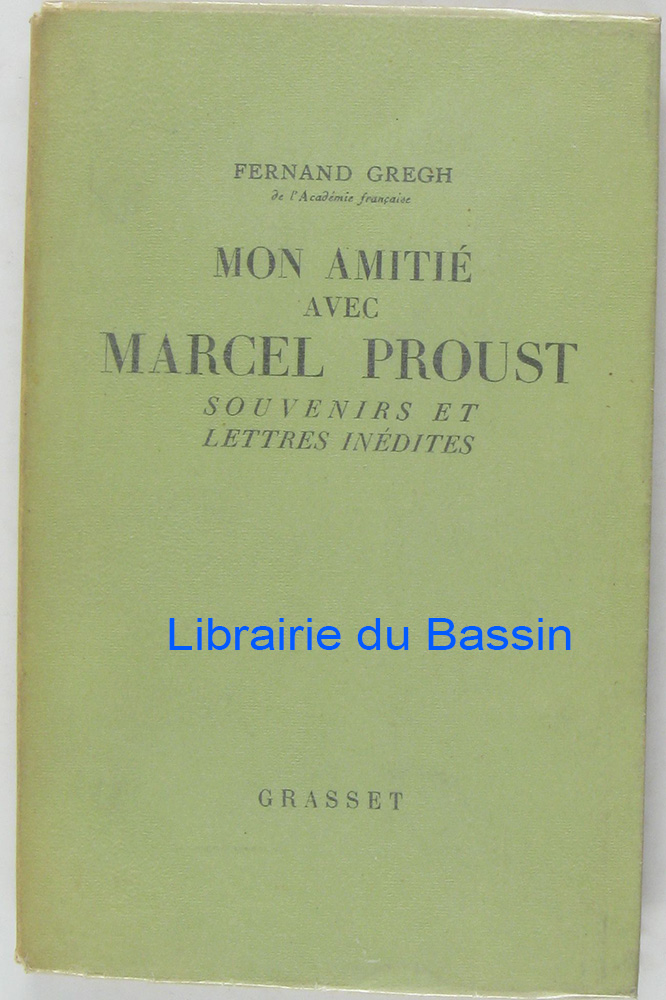 FERNAND GREGH
de l'Académie française
MON AMITIÉ
AVEC
MARCEL PROUST
SOUVENIRS ET
LETTRES INÉDITES
Librairie du Bassin
GRASSET